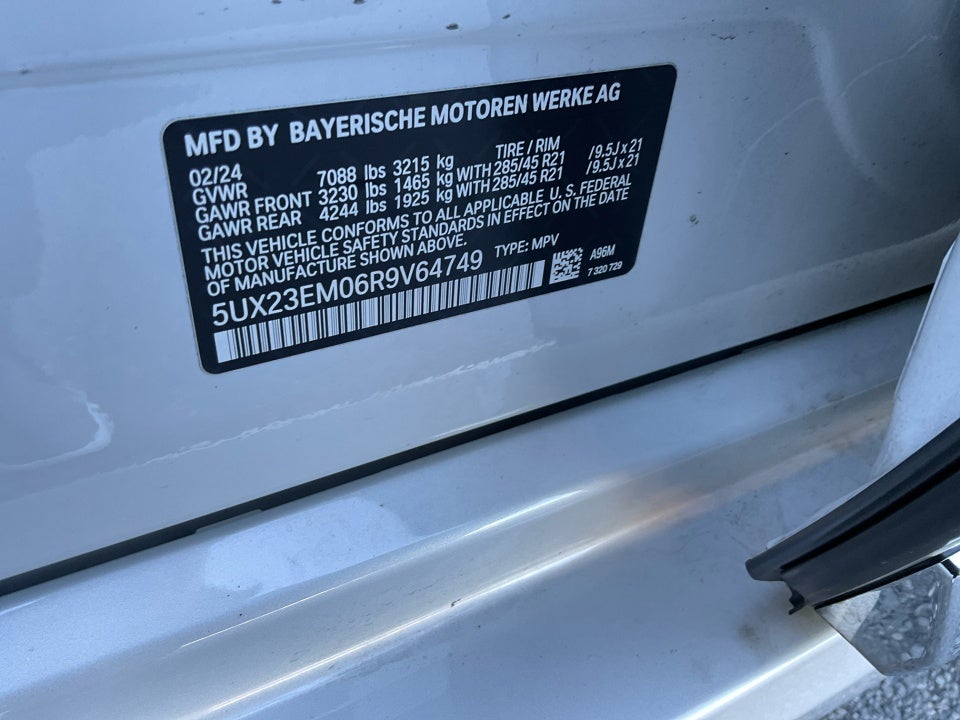 MFD BY BAYERISCHE MOTOREN WERKE AG
02/24 TIRE / RIM
GVWR 7088 lbs 3215 kg
GAWR FRONT 3230 lbs 1465 kg WITH 285/45 R21 /9.5J x 21
GAWR REAR 4244 lbs 1925 kg WITH 285/45 R21 /9.5J x 21
THIS VEHICLE CONFORMS TO ALL APPLICABLE U. S. FEDERAL
MOTOR VEHICLE SAFETY STANDARDS IN EFFECT ON THE DATE
OF MANUFACTURE SHOWN ABOVE.
5UX23EM06R9V64749 TYPE: MPV
A96M
7 320 729